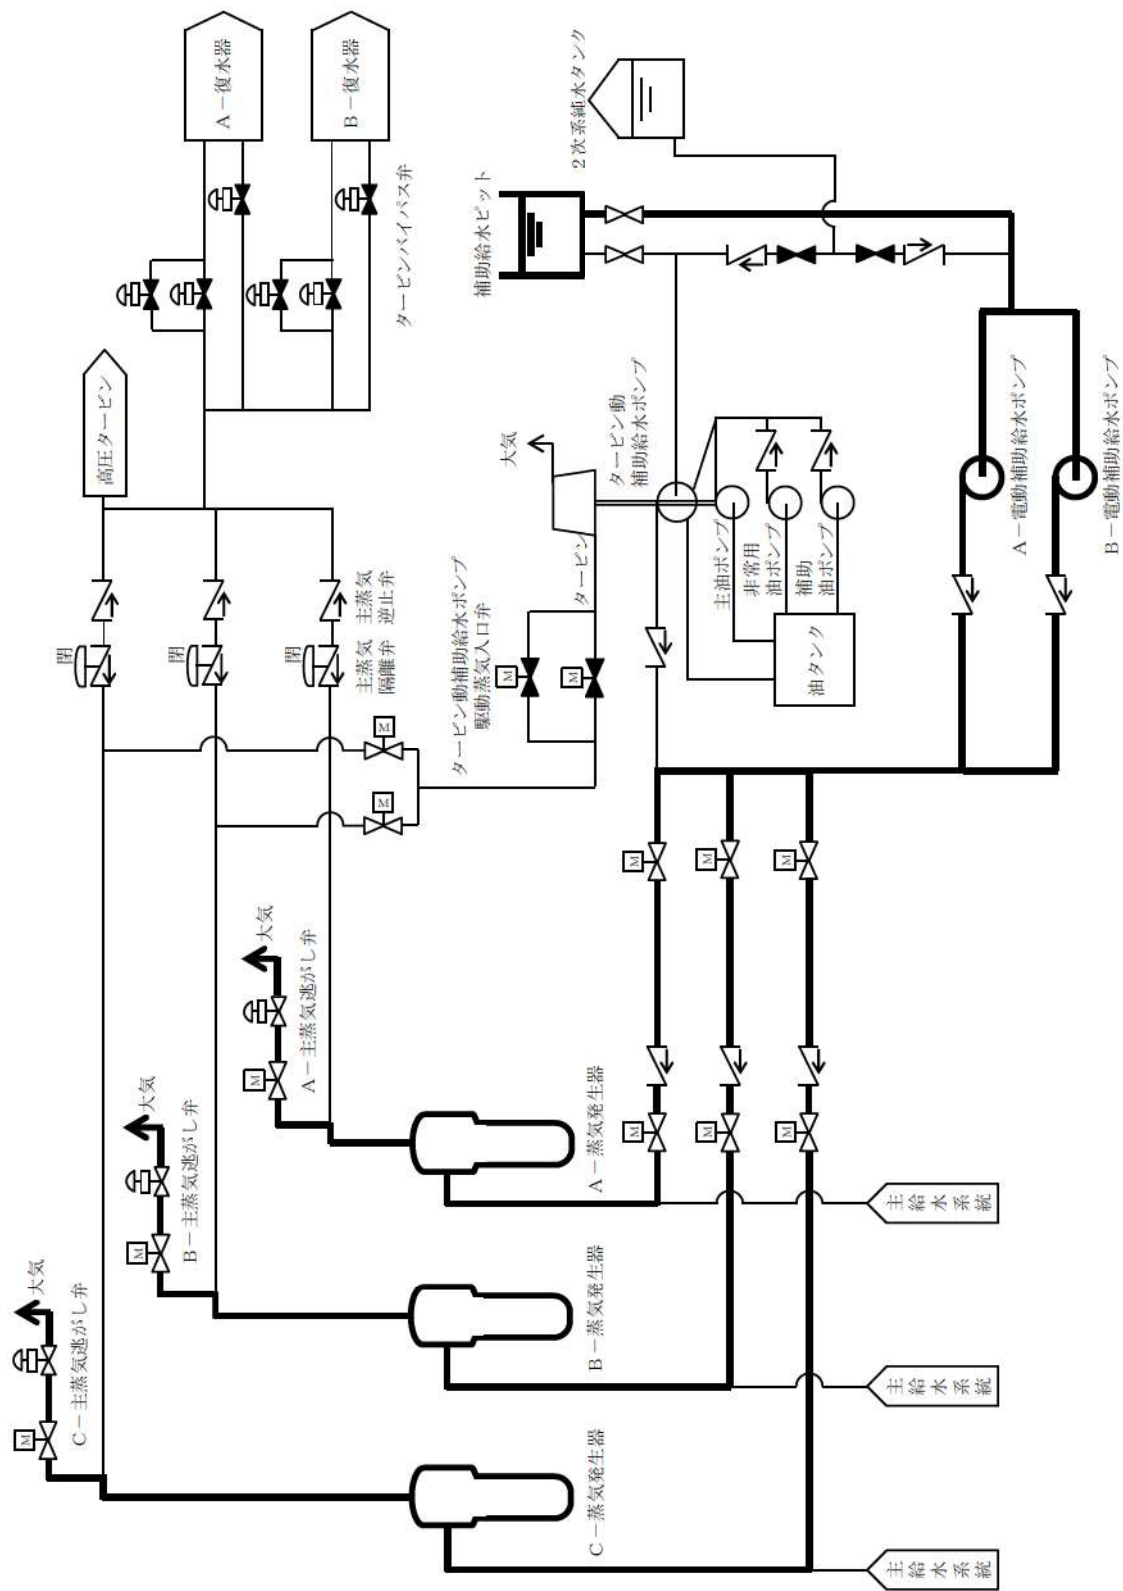 C－主蒸気逃がし弁
大気
B－主蒸気逃がし弁
大気
A－主蒸気逃がし弁
大気
M
M
M
閉
閉
閉
主蒸気
隔離弁
主蒸気
逆止弁
高圧タービン
A－復水器
B－復水器
タービンバイパス弁
M
M
タービン動補助給水ポンプ
駆動蒸気入口弁
M
M
タービン
大気
タービン動
補助給水ポンプ
補助給水ピット
2次系純水タンク
主油ポンプ
非常用
油ポンプ
補助
油ポンプ
油タンク
A－電動補助給水ポンプ
B－電動補助給水ポンプ
C－蒸気発生器
B－蒸気発生器
A－蒸気発生器
M
M
M
M
M
M
主給水系統
主給水系統
主給水系統